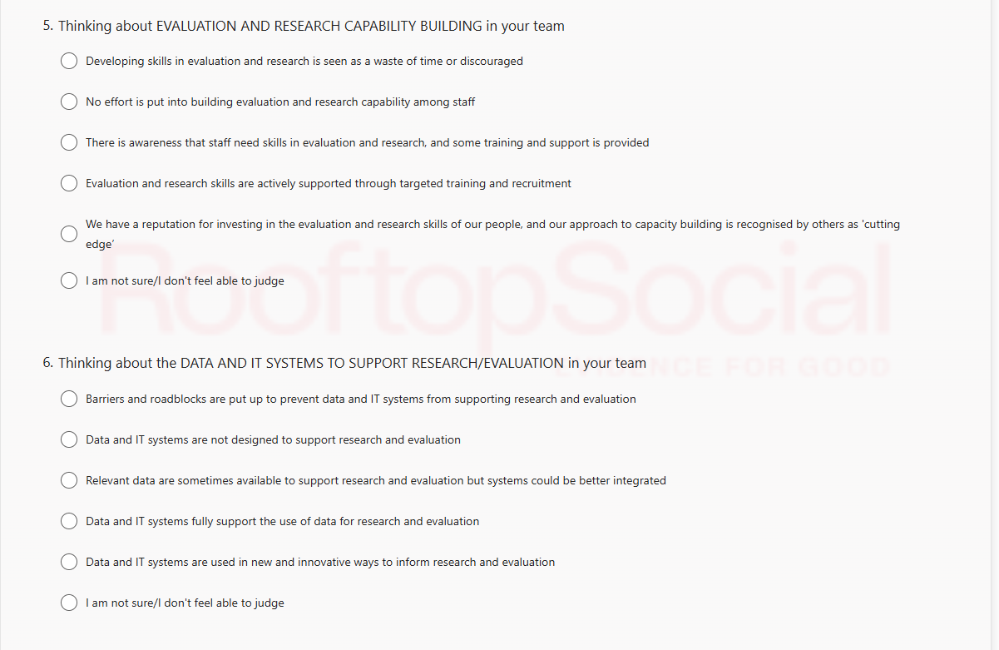 5. Thinking about EVALUATION AND RESEARCH CAPABILITY BUILDING in your team
Developing skills in evaluation and research is seen as a waste of time or discouraged
No effort is put into building evaluation and research capability among staff
There is awareness that staff need skills in evaluation and research, and some training and support is provided
Evaluation and research skills are actively supported through targeted training and recruitment
We have a reputation for investing in the evaluation and research skills of our people, and our approach to capacity building is recognised by others as 'cutting
edge'
I am not sure/I don't feel able to judge
RooftopSocial
6. Thinking about the DATA AND IT SYSTEMS TO SUPPORT RESEARCH/EVALUATION in your team
EVIDENCE FOR GOOD
Barriers and roadblocks are put up to prevent data and IT systems from supporting research and evaluation
Data and IT systems are not designed to support research and evaluation
Relevant data are sometimes available to support research and evaluation but systems could be better integrated
Data and IT systems fully support the use of data for research and evaluation
Data and IT systems are used in new and innovative ways to inform research and evaluation
I am not sure/I don't feel able to judge